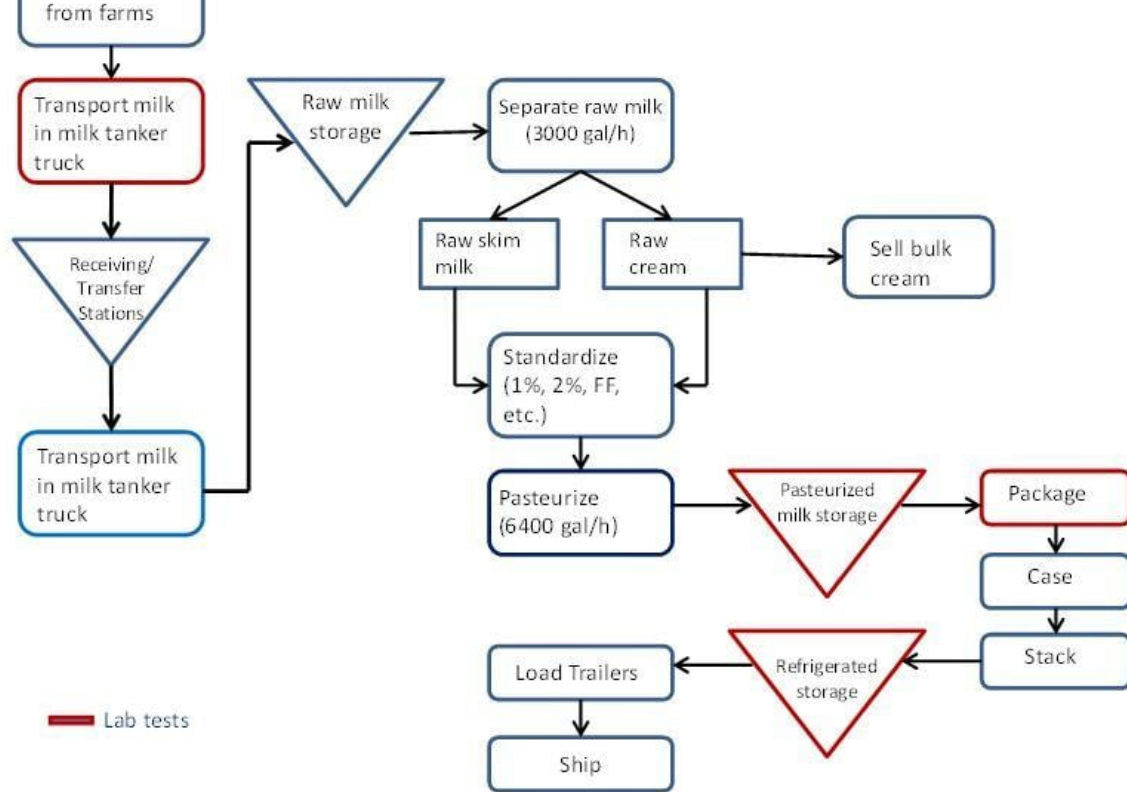 from farms
Transport milk
in milk tanker
truck
Receiving/
Transfer
Stations
Transport milk
in milk tanker
truck
Raw milk
storage
Separate raw milk
(3000 gal/h)
Raw skim
milk
Raw
cream
Sell bulk
cream
Standardize
(1%, 2%, FF,
etc.)
Pasteurize
(6400 gal/h)
Pasteurized
milk storage
Package
Case
Stack
Refrigerated
storage
Load Trailers
Ship
Lab tests